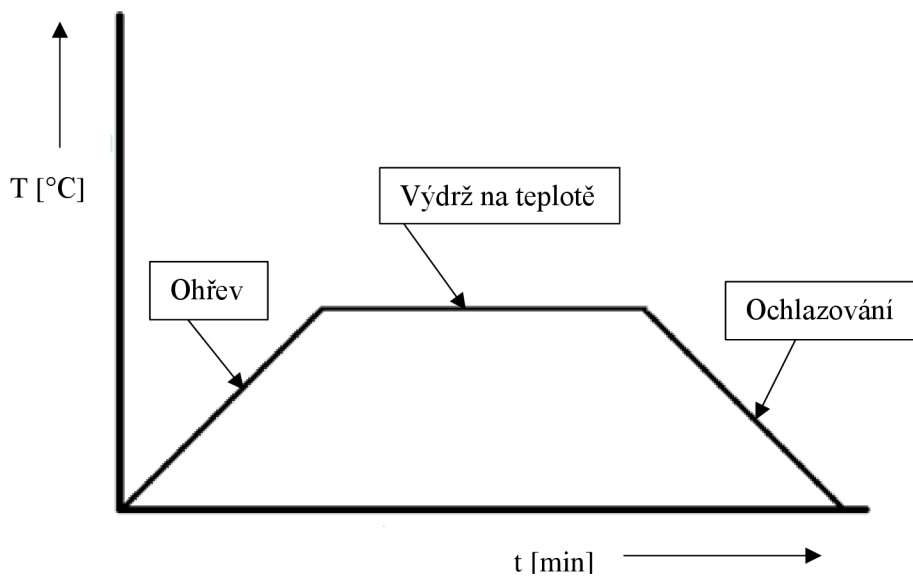 T [°C]
Výdrž na teplotě
Ohřev
Ochlazování
t [min]